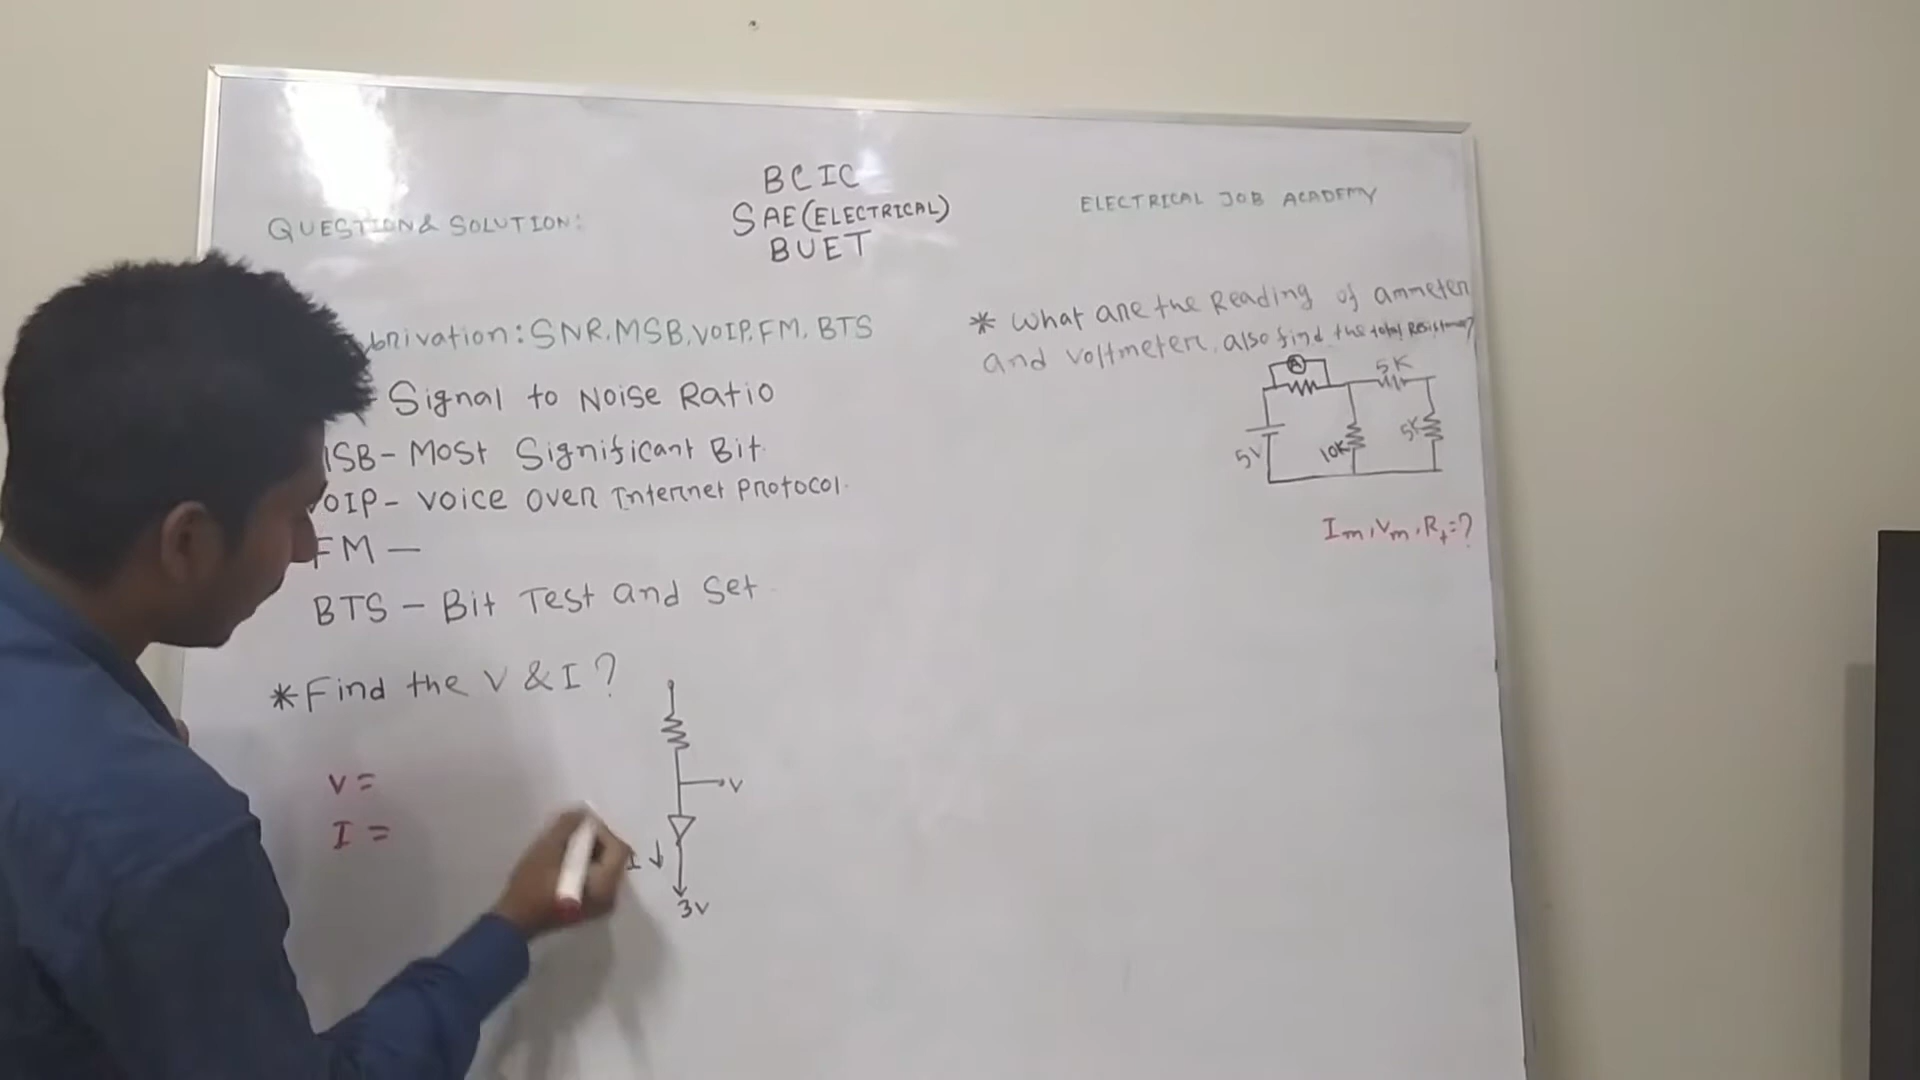 BCIC
QUESTION & SOLUTION:
SAE (ELECTRICAL)
ELECTRICAL JOB ACADEMY
BUET
brivation: SNR, MSB, VOIP, FM, BTS
Signal to Noise Ratio
MSB - Most Significant Bit
VOIP - Voice Over Internet Protocol.
FM —
BTS — Bit Test and Set
*Find the V & I ?
V =
I =
V
I
3V
* What are the Reading of ammeter
and voltmeter, also find the total Resistance?
A
5K
5V
10K
5K
Im, Vm, Rt = ?